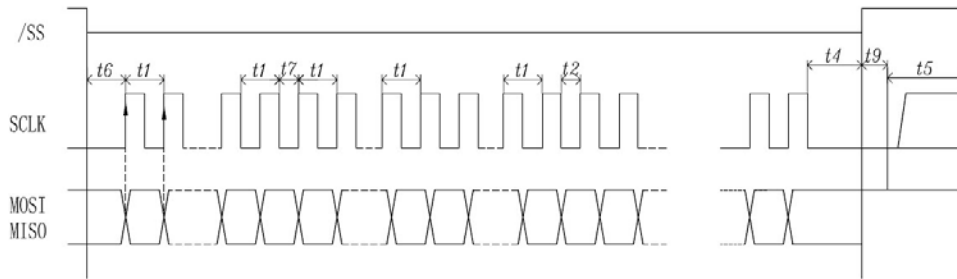 /SS
t6 t1 t1 t7 t1 t1 t1 t2 t4 t9 t5
SCLK
MOSI
MISO